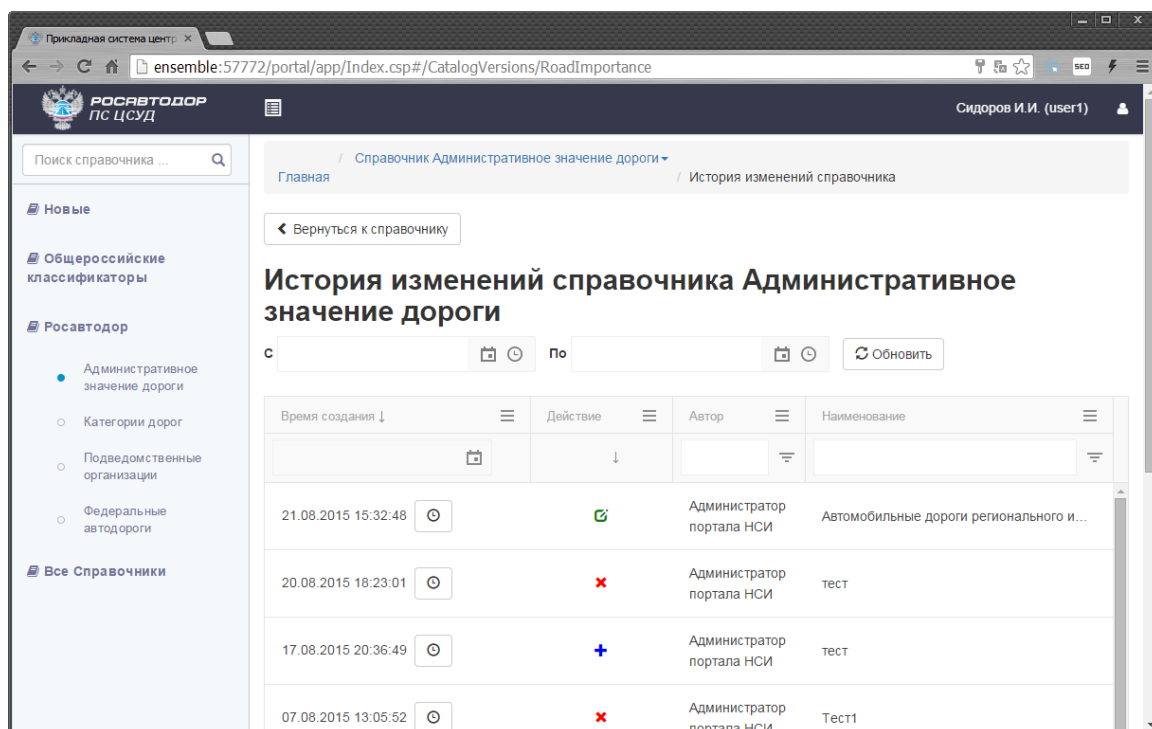 Прикладная система центр
ensemble:57772/portal/app/Index.csp#/CatalogVersions/RoadImportance
SEO
РОСАВТОДОР
ПС ЦСУД
Сидоров И.И. (user1)
Поиск справочника ...
Новые
Общероссийские
классификаторы
Росавтодор
Административное
значение дороги
Категории дорог
Подведомственные
организации
Федеральные
автодороги
Все Справочники
/ Справочник Административное значение дороги
Главная / История изменений справочника
Вернуться к справочнику
История изменений справочника Административное
значение дороги
С По Обновить
Время создания ↓ Действие Автор Наименование
↓
21.08.2015 15:32:48 Администратор портала НСИ Автомобильные дороги регионального и...
20.08.2015 18:23:01 Администратор портала НСИ тест
17.08.2015 20:36:49 Администратор портала НСИ тест
07.08.2015 13:05:52 Администратор портала НСИ Тест1